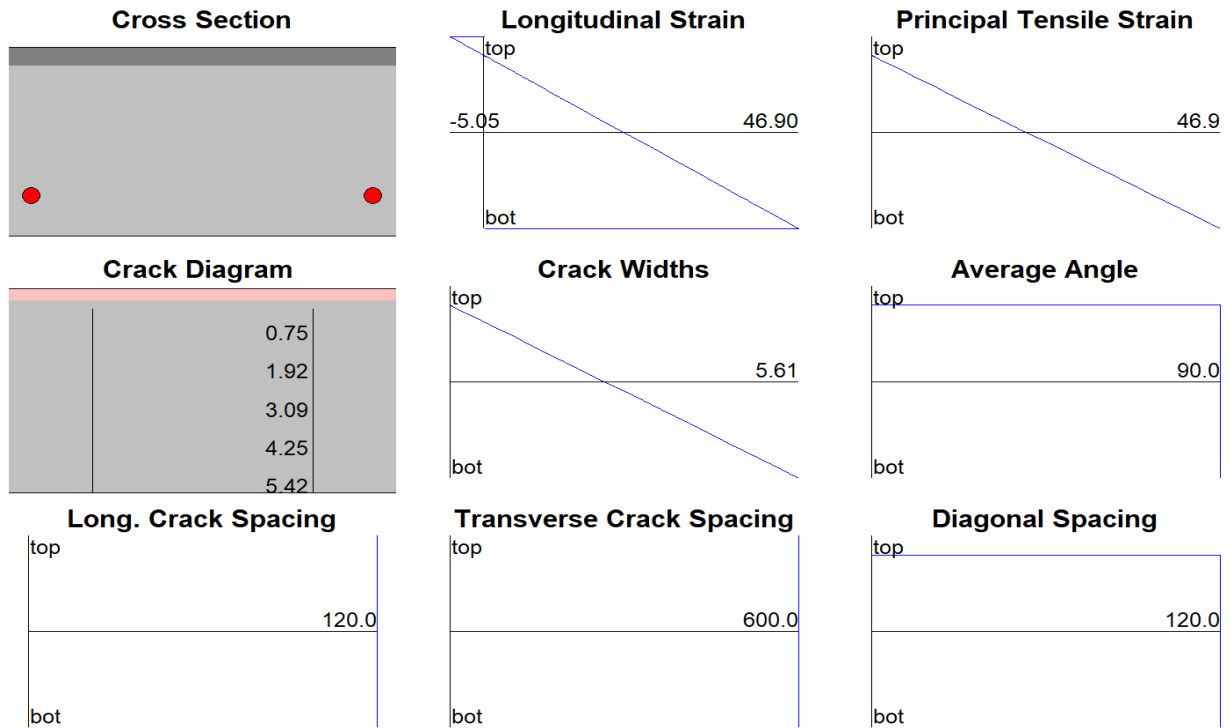 Cross Section
Longitudinal Strain
top
-5.05
46.90
bot
Principal Tensile Strain
top
46.9
bot
Crack Diagram
0.75
1.92
3.09
4.25
5.42
Crack Widths
top
5.61
bot
Average Angle
top
90.0
bot
Long. Crack Spacing
top
120.0
bot
Transverse Crack Spacing
top
600.0
bot
Diagonal Spacing
top
120.0
bot